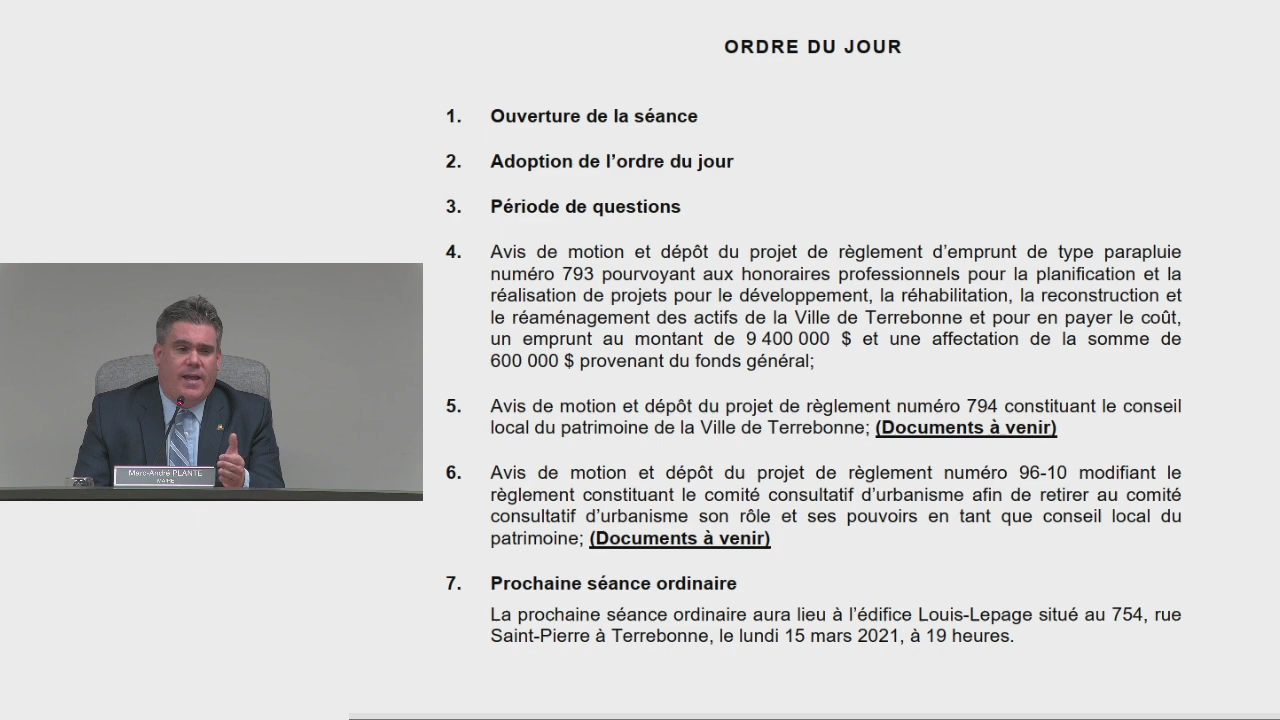 ORDRE DU JOUR
1. Ouverture de la séance
2. Adoption de l’ordre du jour
3. Période de questions
4. Avis de motion et dépôt du projet de règlement d’emprunt de type parapluie
numéro 793 pourvoyant aux honoraires professionnels pour la planification et la
réalisation de projets pour le développement, la réhabilitation, la reconstruction et
le réaménagement des actifs de la Ville de Terrebonne et pour en payer le coût,
un emprunt au montant de 9 400 000 $ et une affectation de la somme de
600 000 $ provenant du fonds général;
5. Avis de motion et dépôt du projet de règlement numéro 794 constituant le conseil
local du patrimoine de la Ville de Terrebonne; (Documents à venir)
6. Avis de motion et dépôt du projet de règlement numéro 96-10 modifiant le
règlement constituant le comité consultatif d’urbanisme afin de retirer au comité
consultatif d’urbanisme son rôle et ses pouvoirs en tant que conseil local du
patrimoine; (Documents à venir)
7. Prochaine séance ordinaire
La prochaine séance ordinaire aura lieu à l’édifice Louis-Lepage situé au 754, rue
Saint-Pierre à Terrebonne, le lundi 15 mars 2021, à 19 heures.
Marc-André PLANTE
MAIRE